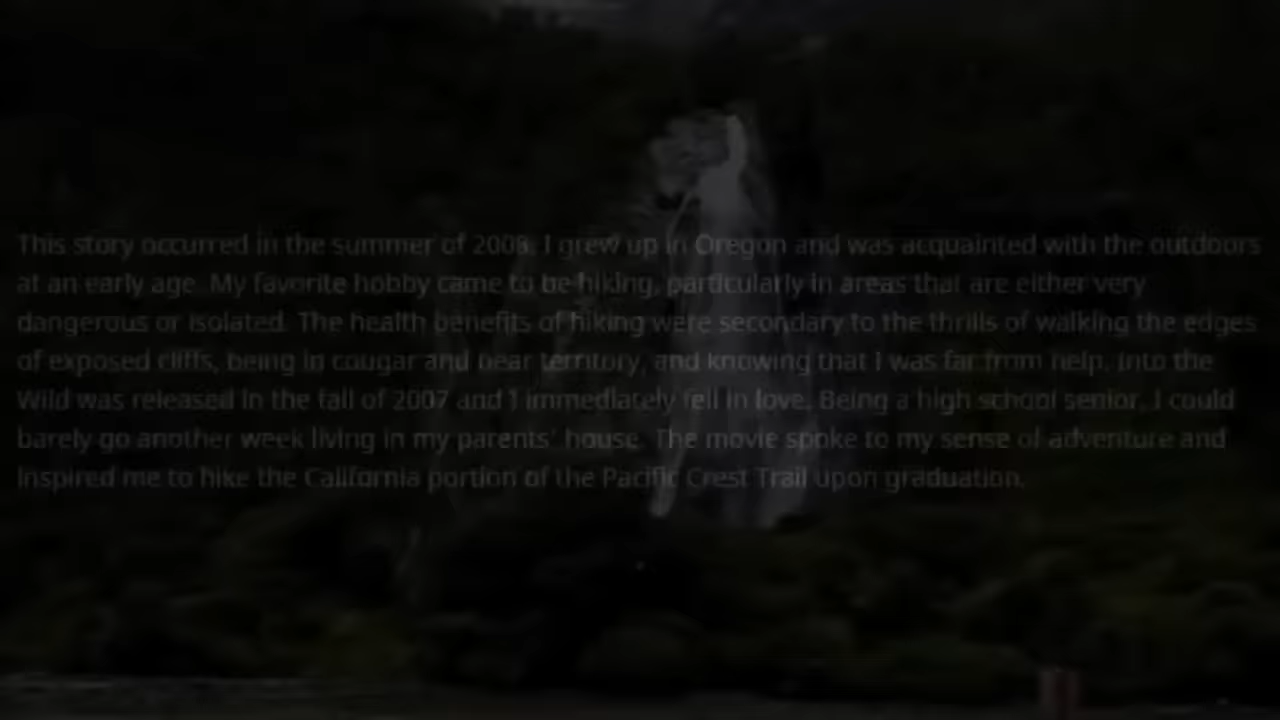 This story occurred in the summer of 2008. I grew up in Oregon and was acquainted with the outdoors
at an early age. My favorite hobby came to be hiking, particularly in areas that are either very
dangerous or isolated. The health benefits of hiking were secondary to the thrills of walking the edges
of exposed cliffs, being in cougar and bear territory, and knowing that I was far from help. Into the
Wild was released in the fall of 2007 and I immediately fell in love. Being a high school senior, I could
barely go another week living in my parents' house. The movie spoke to my sense of adventure and
inspired me to hike the California portion of the Pacific Crest Trail upon graduation.